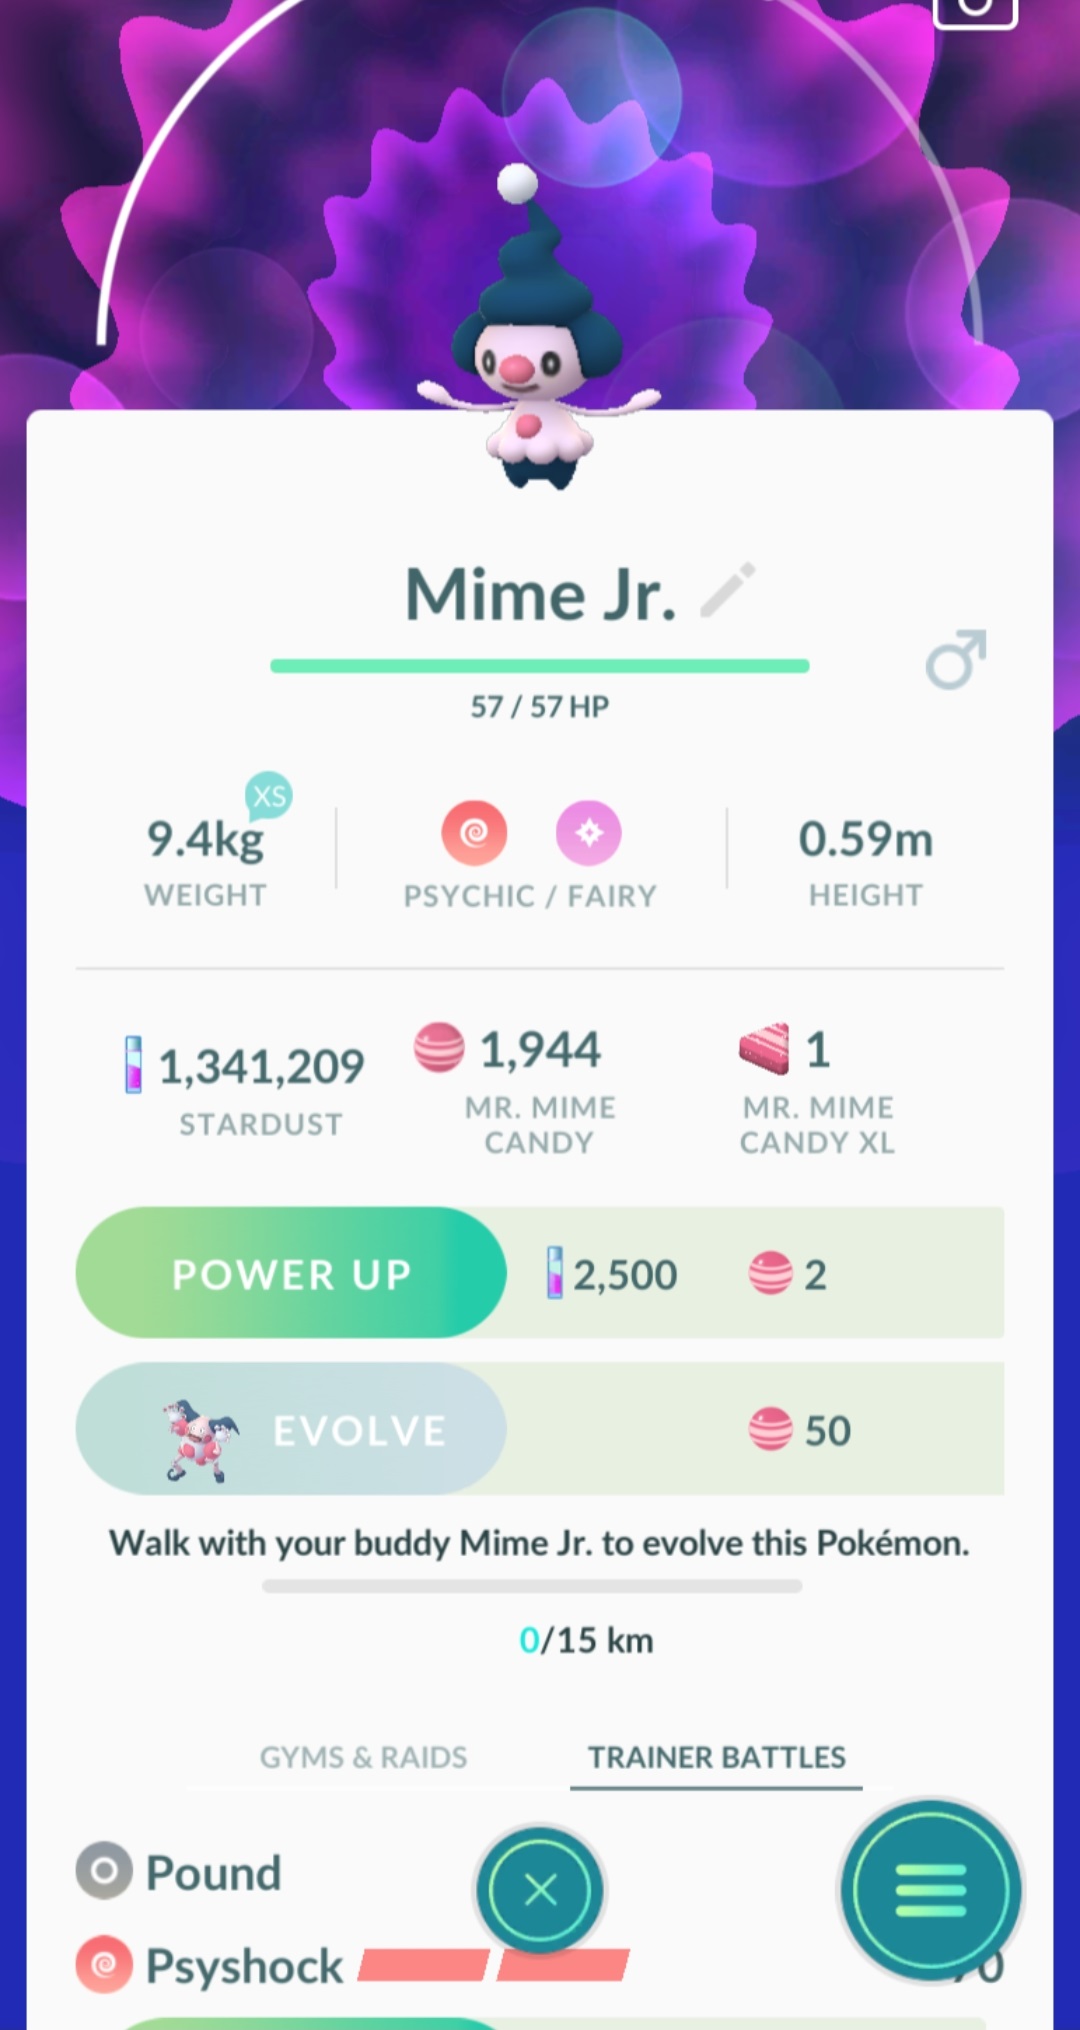 Mime Jr.
57 / 57 HP
XS
9.4kg
WEIGHT
PSYCHIC / FAIRY
0.59m
HEIGHT
1,341,209
STARDUST
1,944
MR. MIME
CANDY
1
MR. MIME
CANDY XL
POWER UP 2,500 2
EVOLVE 50
Walk with your buddy Mime Jr. to evolve this Pokémon.
0/15 km
GYMS & RAIDS TRAINER BATTLES
Pound
Psyshock